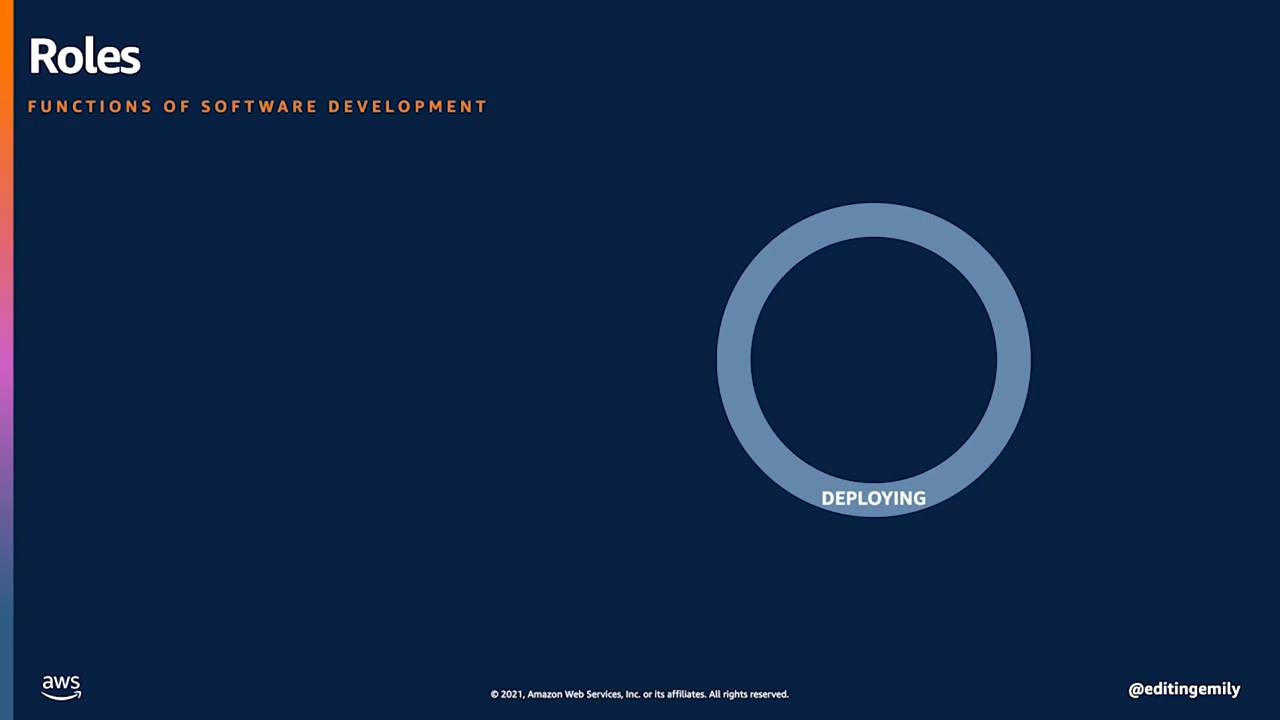 Roles
FUNCTIONS OF SOFTWARE DEVELOPMENT
DEPLOYING
aws
© 2021, Amazon Web Services, Inc. or its affiliates. All rights reserved.
@editingemily